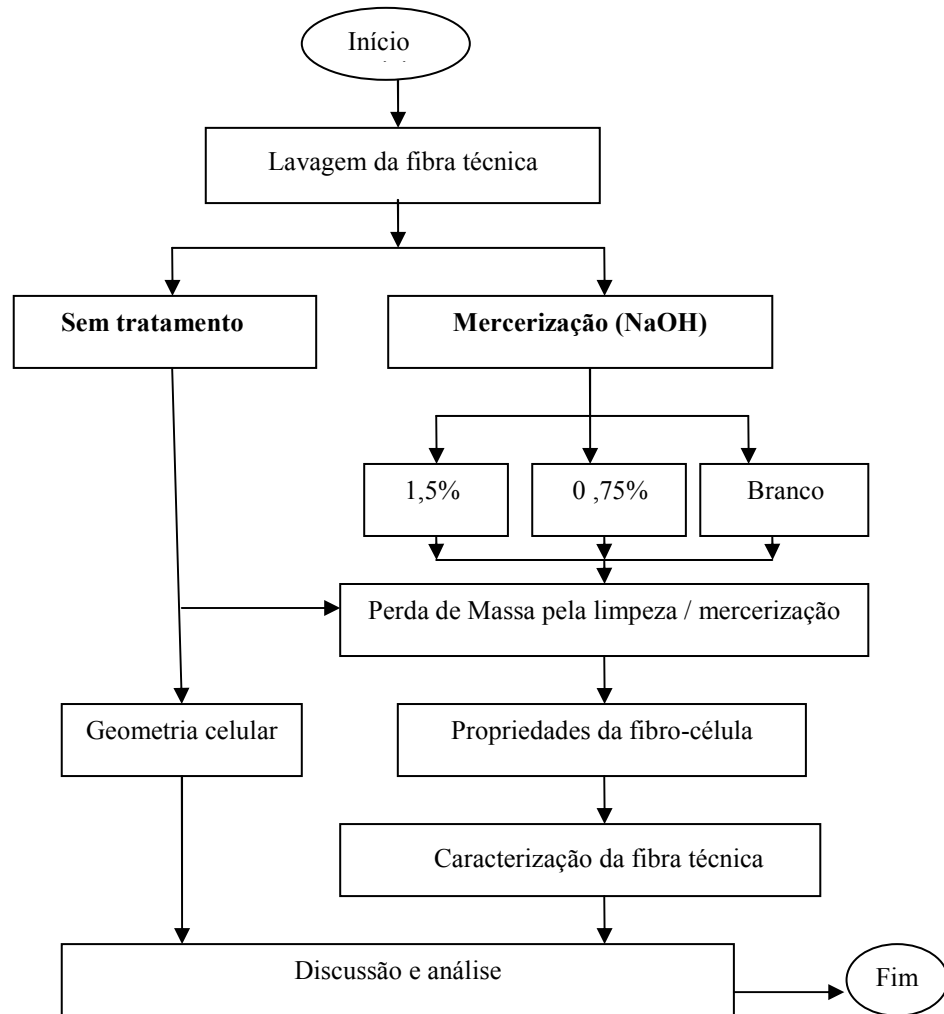 Início
Lavagem da fibra técnica
Sem tratamento
Mercerização (NaOH)
1,5%
0 ,75%
Branco
Perda de Massa pela limpeza / mercerização
Geometria celular
Propriedades da fibro-célula
Caracterização da fibra técnica
Discussão e análise
Fim